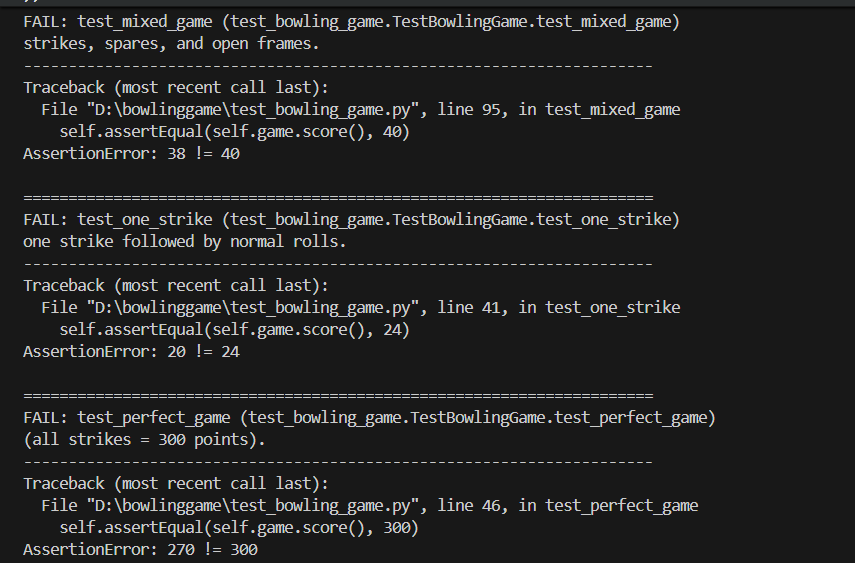 FAIL: test_mixed_game (test_bowling_game.TestBowlingGame.test_mixed_game)
strikes, spares, and open frames.
----------------------------------------------------------------------
Traceback (most recent call last):
  File "D:\bowlinggame\test_bowling_game.py", line 95, in test_mixed_game
    self.assertEqual(self.game.score(), 40)
AssertionError: 38 != 40

======================================================================
FAIL: test_one_strike (test_bowling_game.TestBowlingGame.test_one_strike)
one strike followed by normal rolls.
----------------------------------------------------------------------
Traceback (most recent call last):
  File "D:\bowlinggame\test_bowling_game.py", line 41, in test_one_strike
    self.assertEqual(self.game.score(), 24)
AssertionError: 20 != 24

======================================================================
FAIL: test_perfect_game (test_bowling_game.TestBowlingGame.test_perfect_game)
(all strikes = 300 points).
----------------------------------------------------------------------
Traceback (most recent call last):
  File "D:\bowlinggame\test_bowling_game.py", line 46, in test_perfect_game
    self.assertEqual(self.game.score(), 300)
AssertionError: 270 != 300